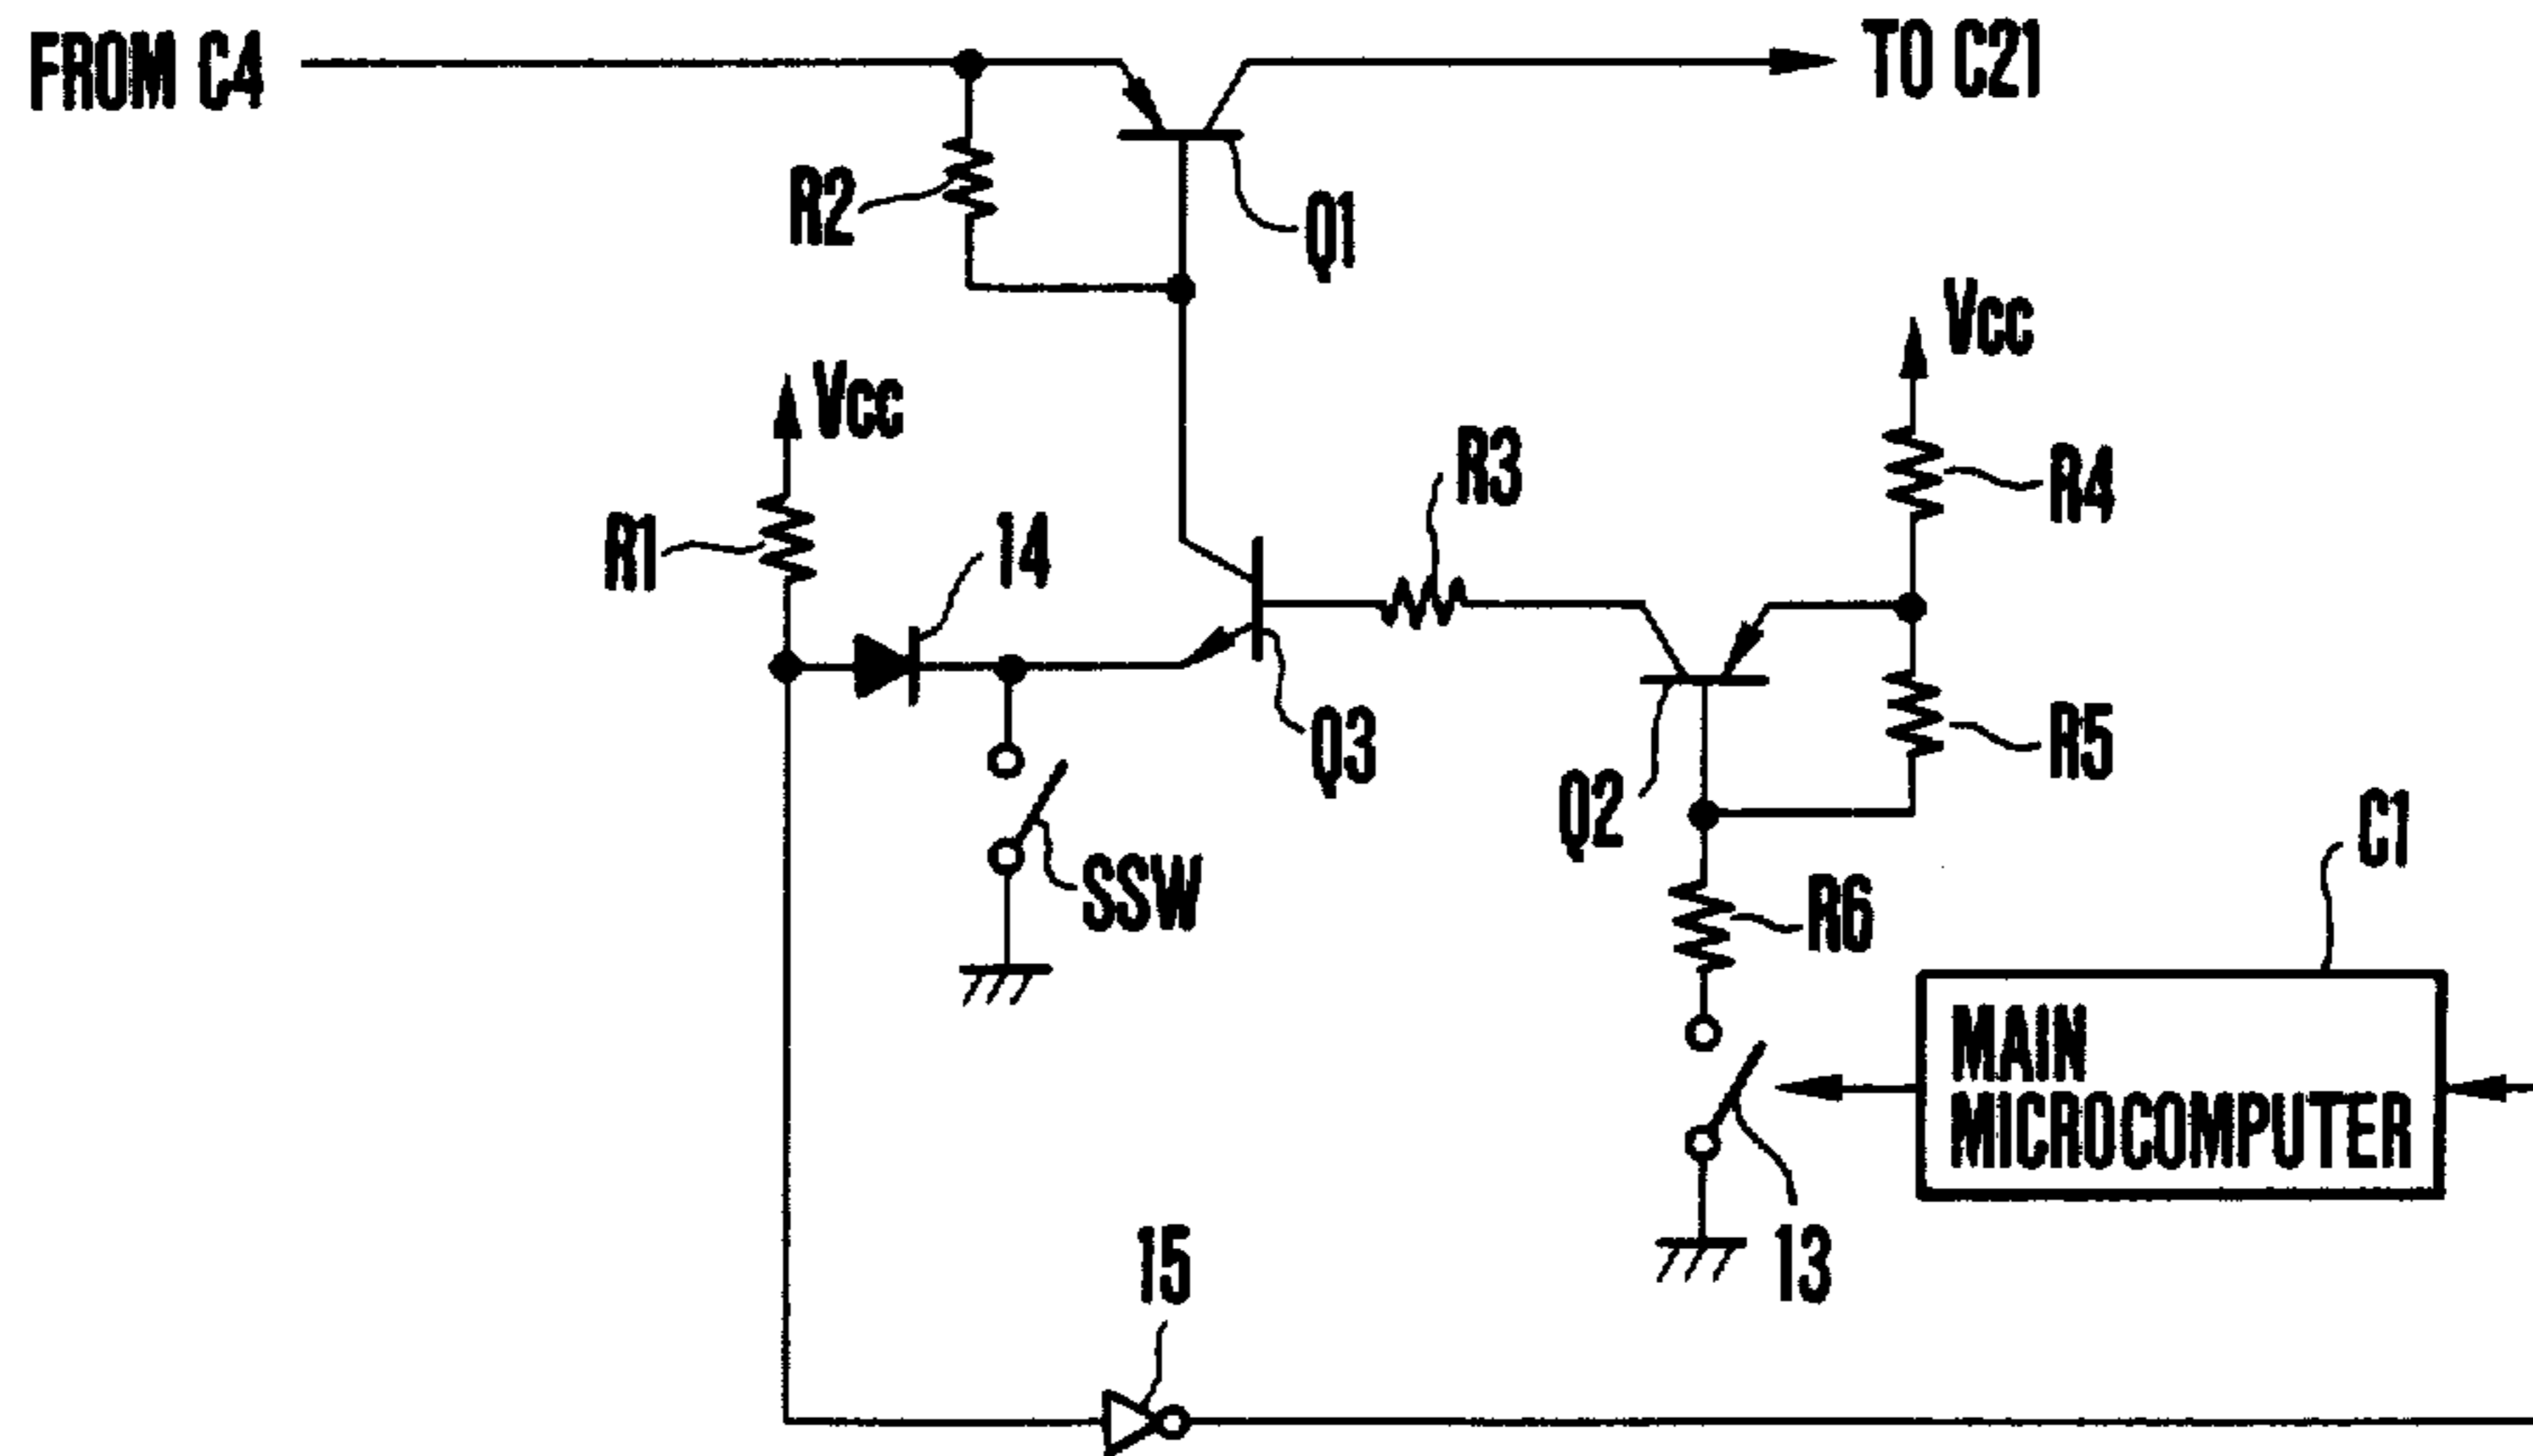 FROM C4
TO C21
R2
Q1
Vcc
Vcc
R1
14
R3
R4
Q3
Q2
R5
SSW
R6
C1
MAIN
MICROCOMPUTER
13
15